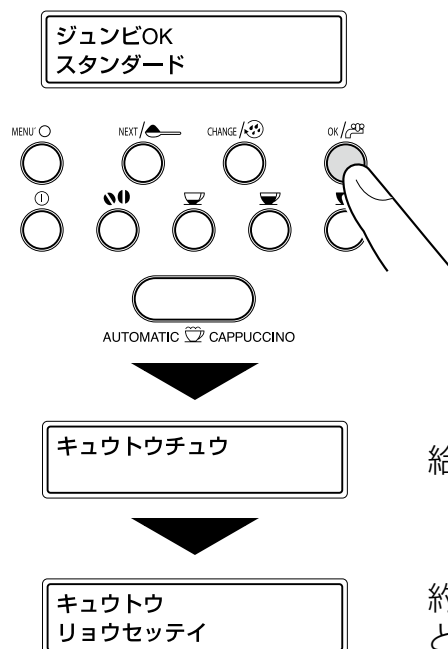 ジュンビOK
スタンダード
MENU
NEXT/
CHANGE/
OK/
AUTOMATIC CAPPUCCINO
キュウトウチュウ
給
キュウトウ
リョウセッテイ
約
と